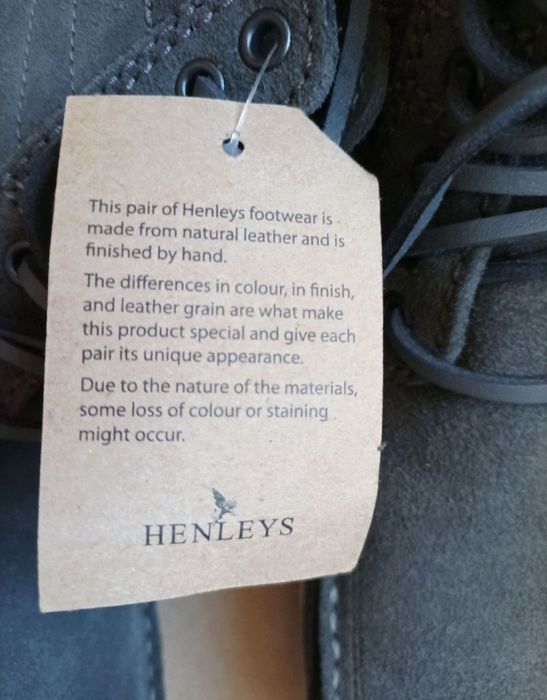 This pair of Henleys footwear is
made from natural leather and is
finished by hand.
The differences in colour, in finish,
and leather grain are what make
this product special and give each
pair its unique appearance.
Due to the nature of the materials,
some loss of colour or staining
might occur.
HENLEYS